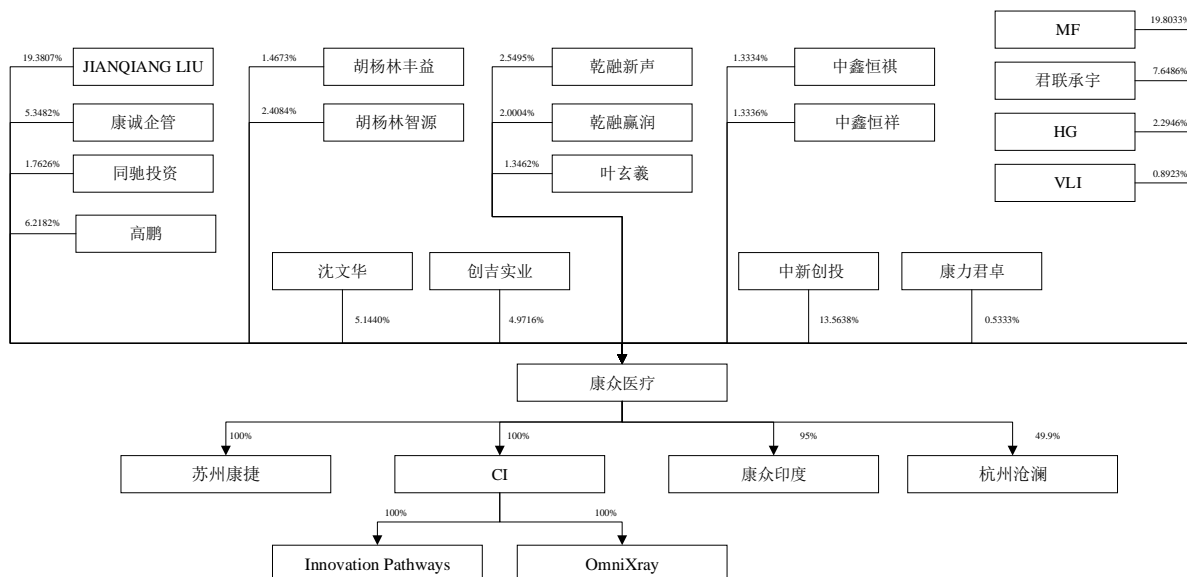 19.3807%
JIANQIANG LIU
5.3482%
康诚企管
1.7626%
同驰投资
6.2182%
高鹏
1.4673%
胡杨林丰益
2.4084%
胡杨林智源
2.5495%
乾融新声
2.0004%
乾融赢润
1.3462%
叶玄羲
1.3334%
中鑫恒祺
1.3336%
中鑫恒祥
MF
19.8033%
君联承宇
7.6486%
HG
2.2946%
VLI
0.8923%
沈文华
5.1440%
创吉实业
4.9716%
中新创投
13.5638%
康力君卓
0.5333%
康众医疗
100%
苏州康捷
100%
CI
95%
康众印度
49.9%
杭州沧澜
100%
Innovation Pathways
100%
OmniXray